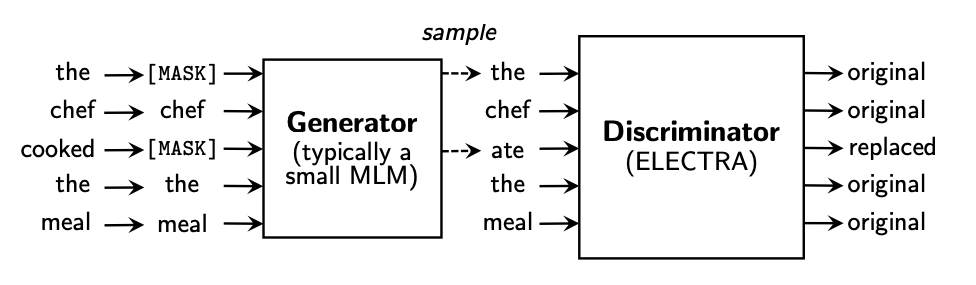 sample
the [MASK] the original
chef chef chef original
cooked [MASK] ate replaced
the the the original
meal meal meal original
Generator
(typically a
small MLM)
Discriminator
(ELECTRA)